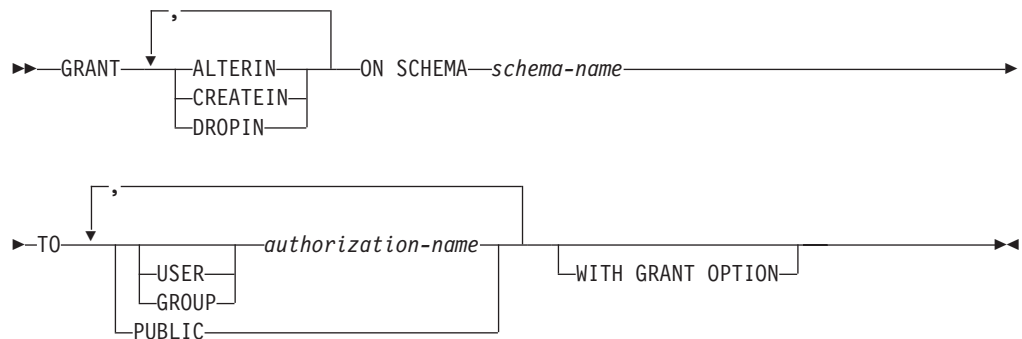 ,
GRANT ALTERIN ON SCHEMA schema-name
CREATEIN
DROPIN
,
TO authorization-name
USER WITH GRANT OPTION
GROUP
PUBLIC